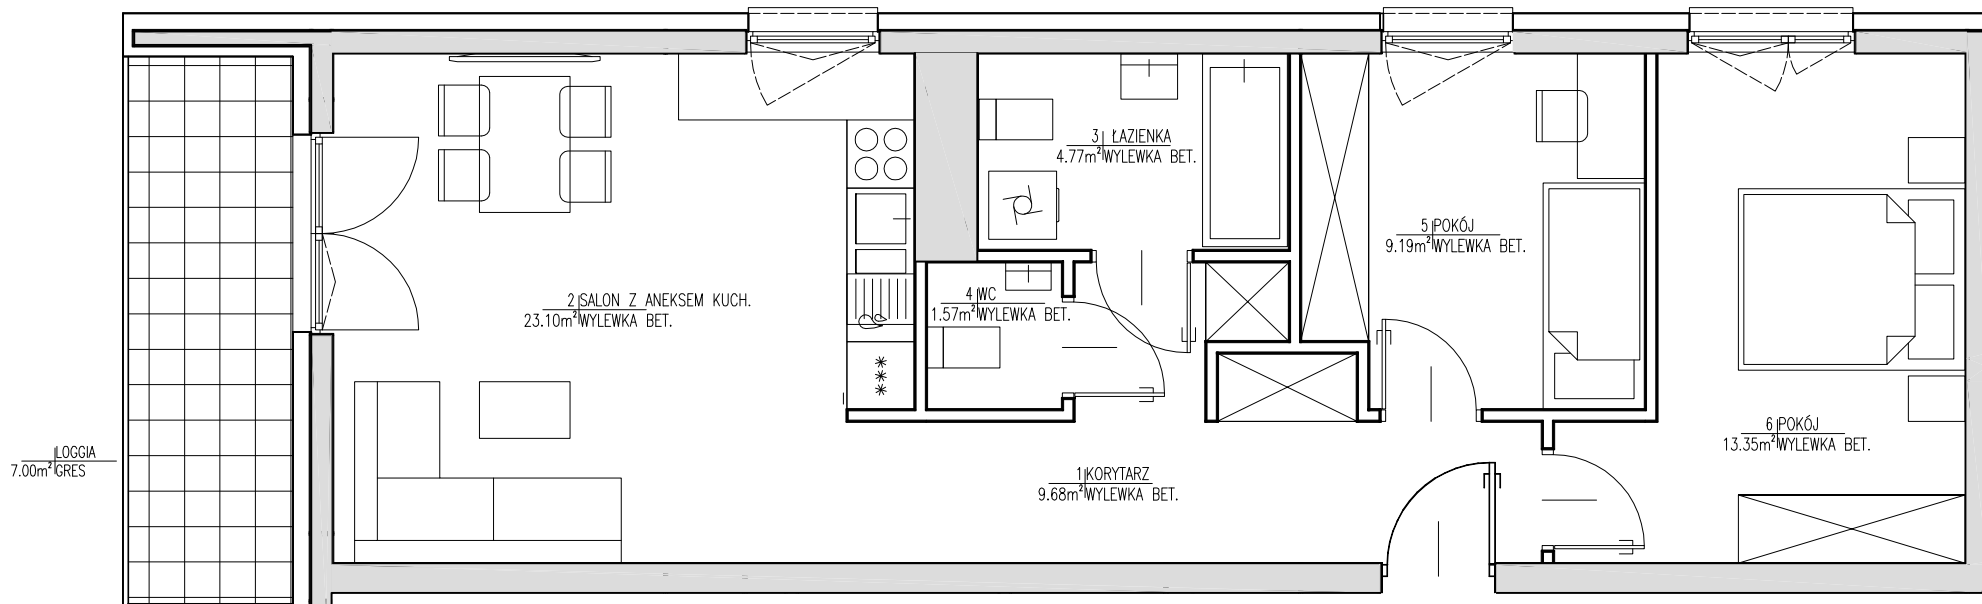 3 ŁAZIENKA
4.77m² WYLEWKA BET.
5 POKÓJ
9.19m² WYLEWKA BET.
2 SALON Z ANEKSEM KUCH.
23.10m² WYLEWKA BET.
4 WC
1.57m² WYLEWKA BET.
6 POKÓJ
13.35m² WYLEWKA BET.
LOGGIA
7.00m² GRES
1 KORYTARZ
9.68m² WYLEWKA BET.